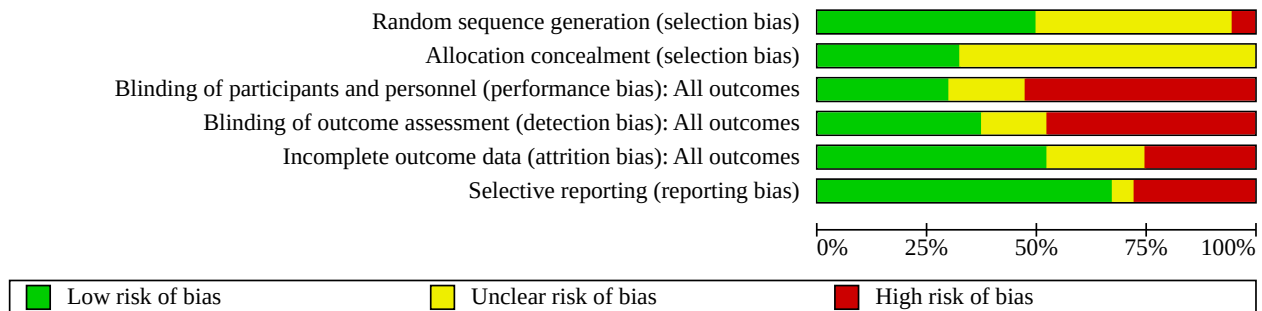 Random sequence generation (selection bias)
Allocation concealment (selection bias)
Blinding of participants and personnel (performance bias): All outcomes
Blinding of outcome assessment (detection bias): All outcomes
Incomplete outcome data (attrition bias): All outcomes
Selective reporting (reporting bias)
0% 25% 50% 75% 100%
Low risk of bias Unclear risk of bias High risk of bias